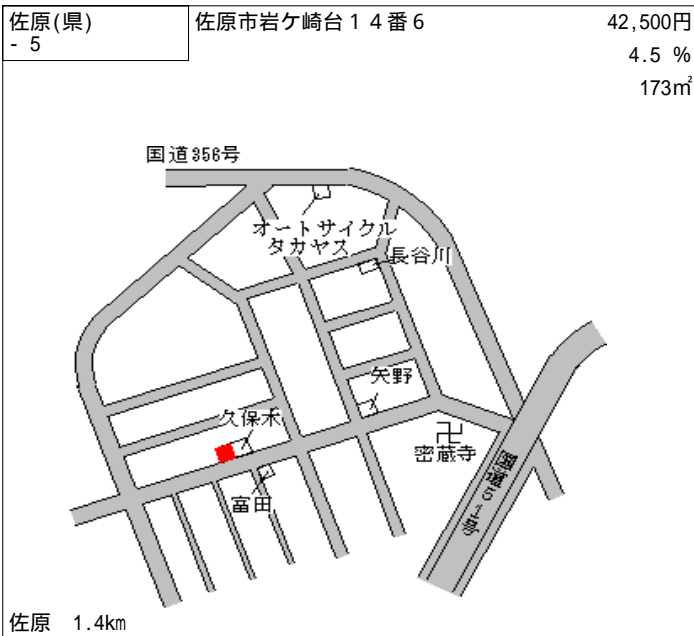 佐原(県)
- 5
佐原市岩ケ崎台１４番６
42,500円
4.5 %
173㎡
国道356号
オートサイクル
タカヤス
長谷川
矢野
久保木
密蔵寺
国道51号
富田
佐原 1.4km